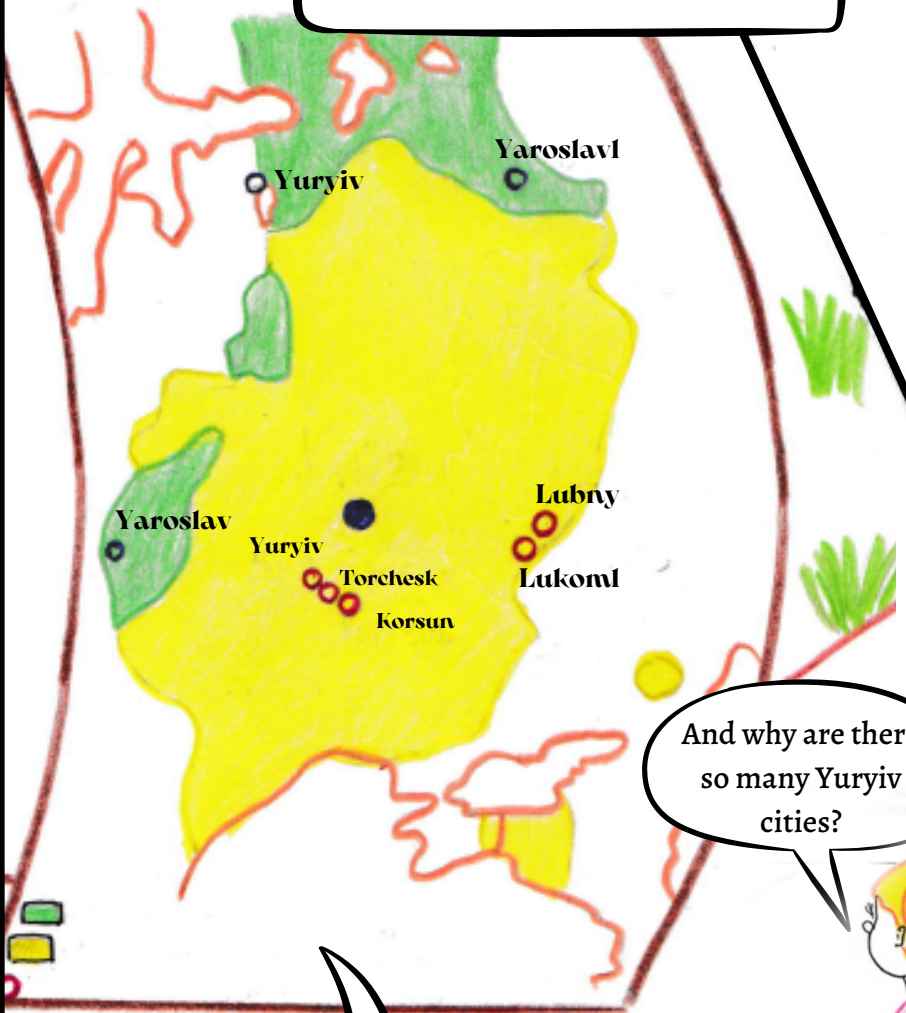 Yaroslavl
Yuryiv
Lubny
Yaroslav
Yuryiv
Torchesk
Lukoml
Korsun
And why are ther
so many Yuryiv
cities?